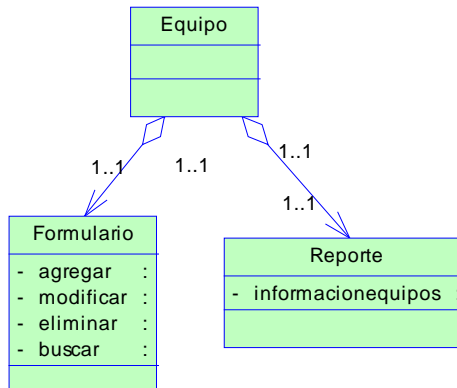 Equipo
1..1
1..1
1..1
1..1
Formulario
- agregar :
- modificar :
- eliminar :
- buscar :
Reporte
- informacionequipos :